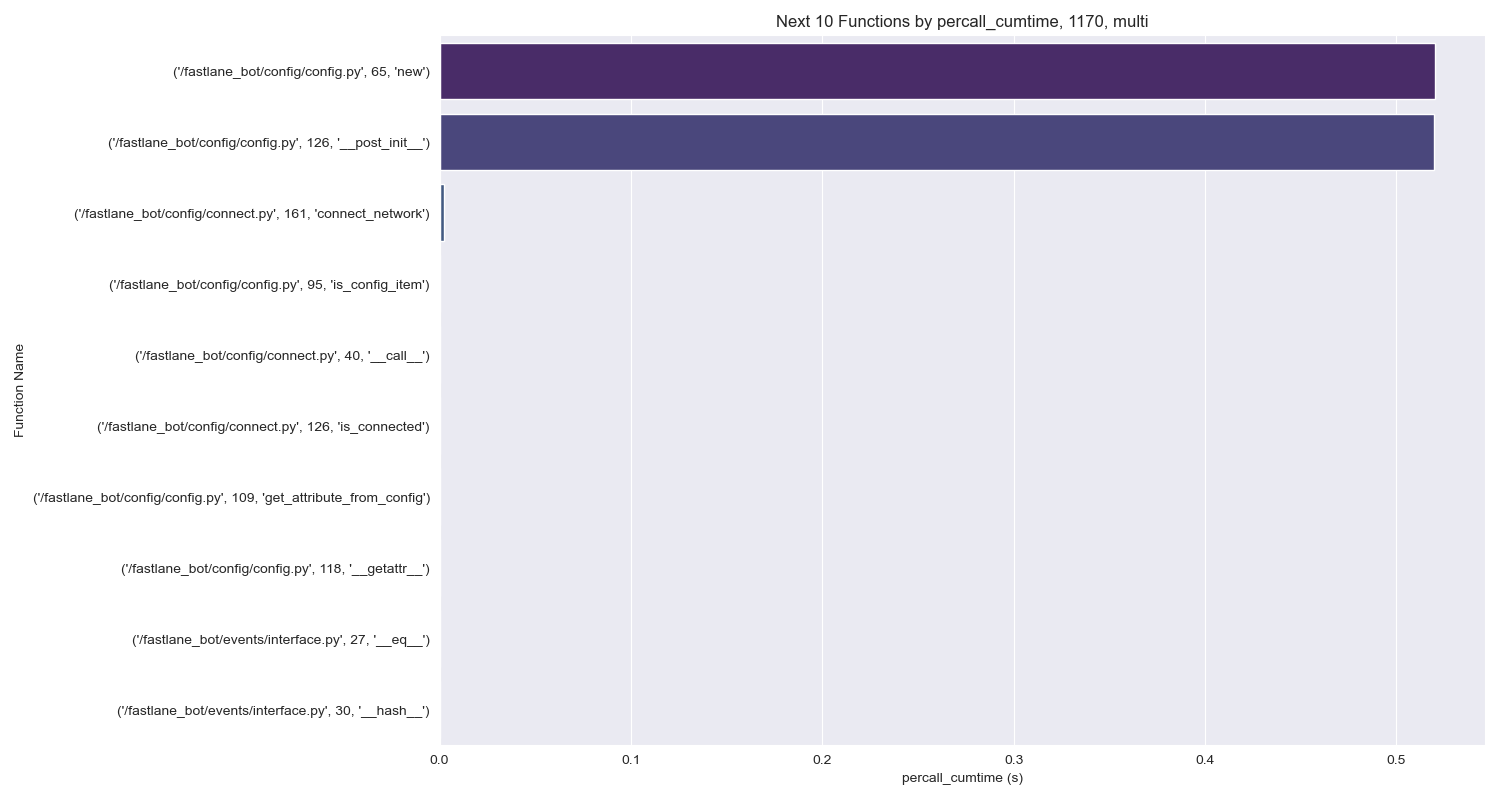 Next 10 Functions by percall_cumtime, 1170, multi
('/fastlane_bot/config/config.py', 65, 'new')
('/fastlane_bot/config/config.py', 126, '__post_init__')
('/fastlane_bot/config/connect.py', 161, 'connect_network')
('/fastlane_bot/config/config.py', 95, 'is_config_item')
('/fastlane_bot/config/connect.py', 40, '__call__')
('/fastlane_bot/config/connect.py', 126, 'is_connected')
('/fastlane_bot/config/config.py', 109, 'get_attribute_from_config')
('/fastlane_bot/config/config.py', 118, '__getattr__')
('/fastlane_bot/events/interface.py', 27, '__eq__')
('/fastlane_bot/events/interface.py', 30, '__hash__')
Function Name
0.0 0.1 0.2 0.3 0.4 0.5
percall_cumtime (s)